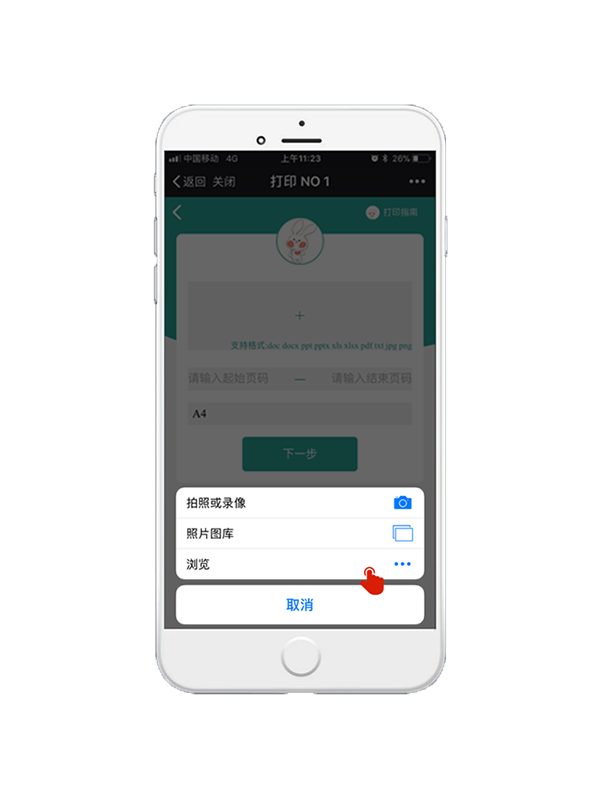 中国移动 4G 上午11:23 26%
返回 关闭 打印 NO 1
打印指南
+
支持格式:doc docx ppt pptx xls xlsx pdf txt jpg png
请输入起始页码 — 请输入结束页码
A4
下一步
拍照或录像
照片图库
浏览
取消